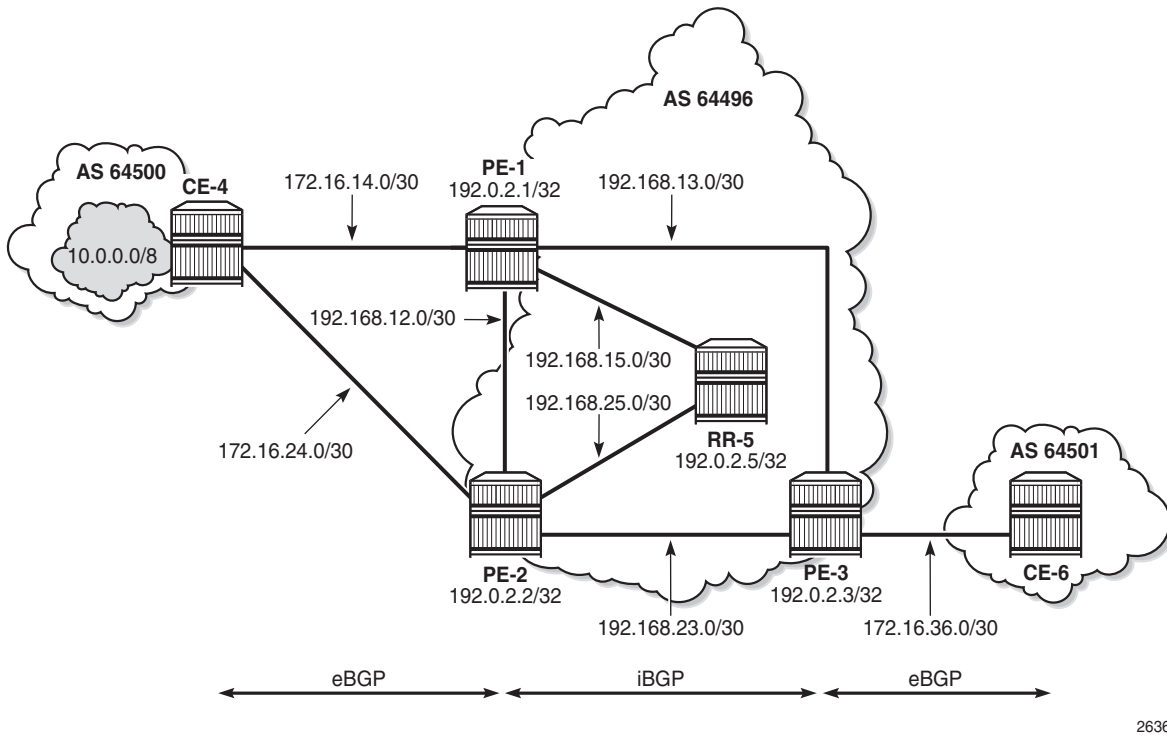 AS 64496
AS 64500
CE-4
PE-1
192.0.2.1/32
172.16.14.0/30
192.168.13.0/30
10.0.0.0/8
192.168.12.0/30
192.168.15.0/30
192.168.25.0/30
172.16.24.0/30
RR-5
192.0.2.5/32
AS 64501
PE-2
192.0.2.2/32
PE-3
192.0.2.3/32
CE-6
192.168.23.0/30
172.16.36.0/30
eBGP
iBGP
eBGP